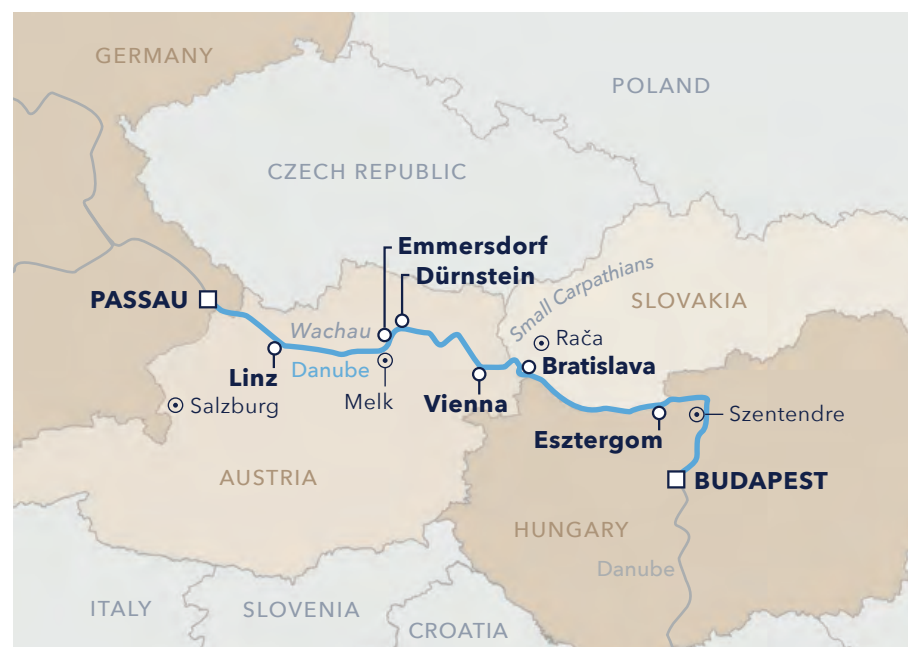 GERMANY
POLAND
CZECH REPUBLIC
Emmersdorf
Dürnstein
Small Carpathians
SLOVAKIA
PASSAU
Wachau
Rača
Linz
Danube
Bratislava
Salzburg
Melk
Vienna
Szentendre
Esztergom
AUSTRIA
BUDAPEST
HUNGARY
Danube
ITALY
SLOVENIA
CROATIA